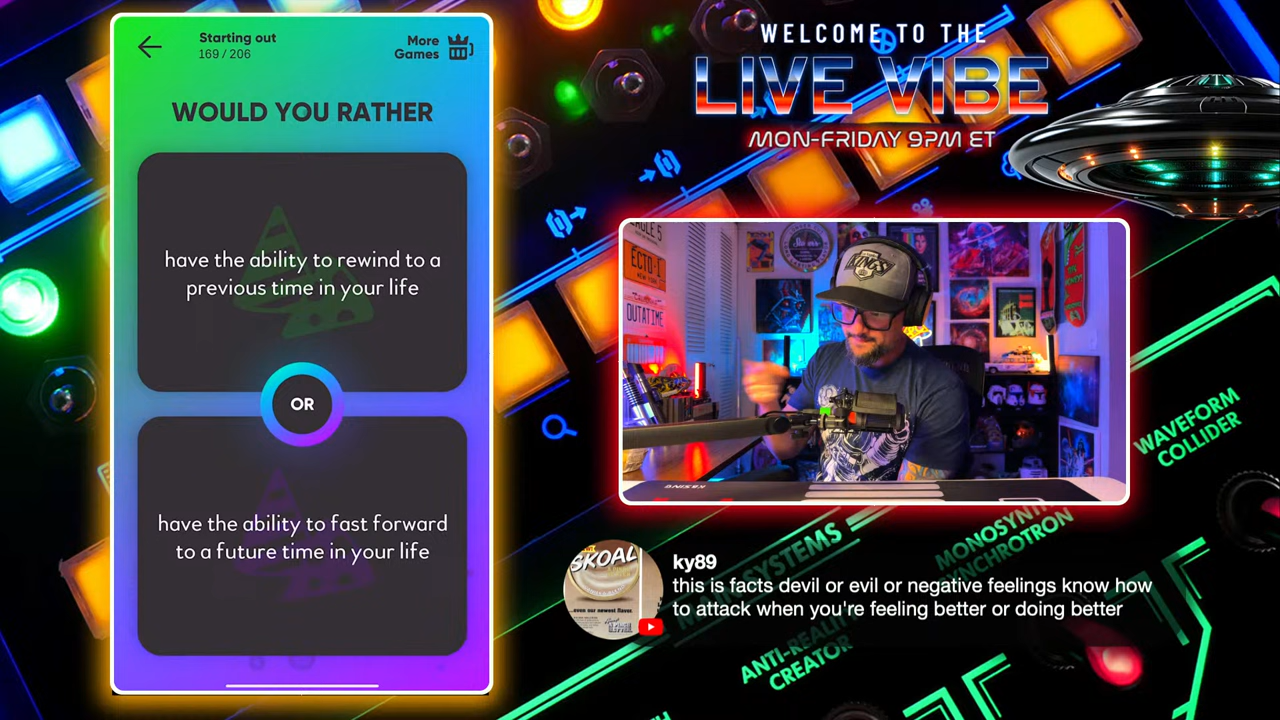 Starting out
169 / 206
More
Games
WOULD YOU RATHER
have the ability to rewind to a
previous time in your life
OR
have the ability to fast forward
to a future time in your life
WELCOME TO THE
LIVE VIBE
MON-FRIDAY 9PM ET
ECTO-1
OUTATIME
KINGS
WAVEFORM
COLLIDER
SKOAL
ky89
this is facts devil or evil or negative feelings know how
to attack when you're feeling better or doing better
ANTI-REALITY
CREATOR